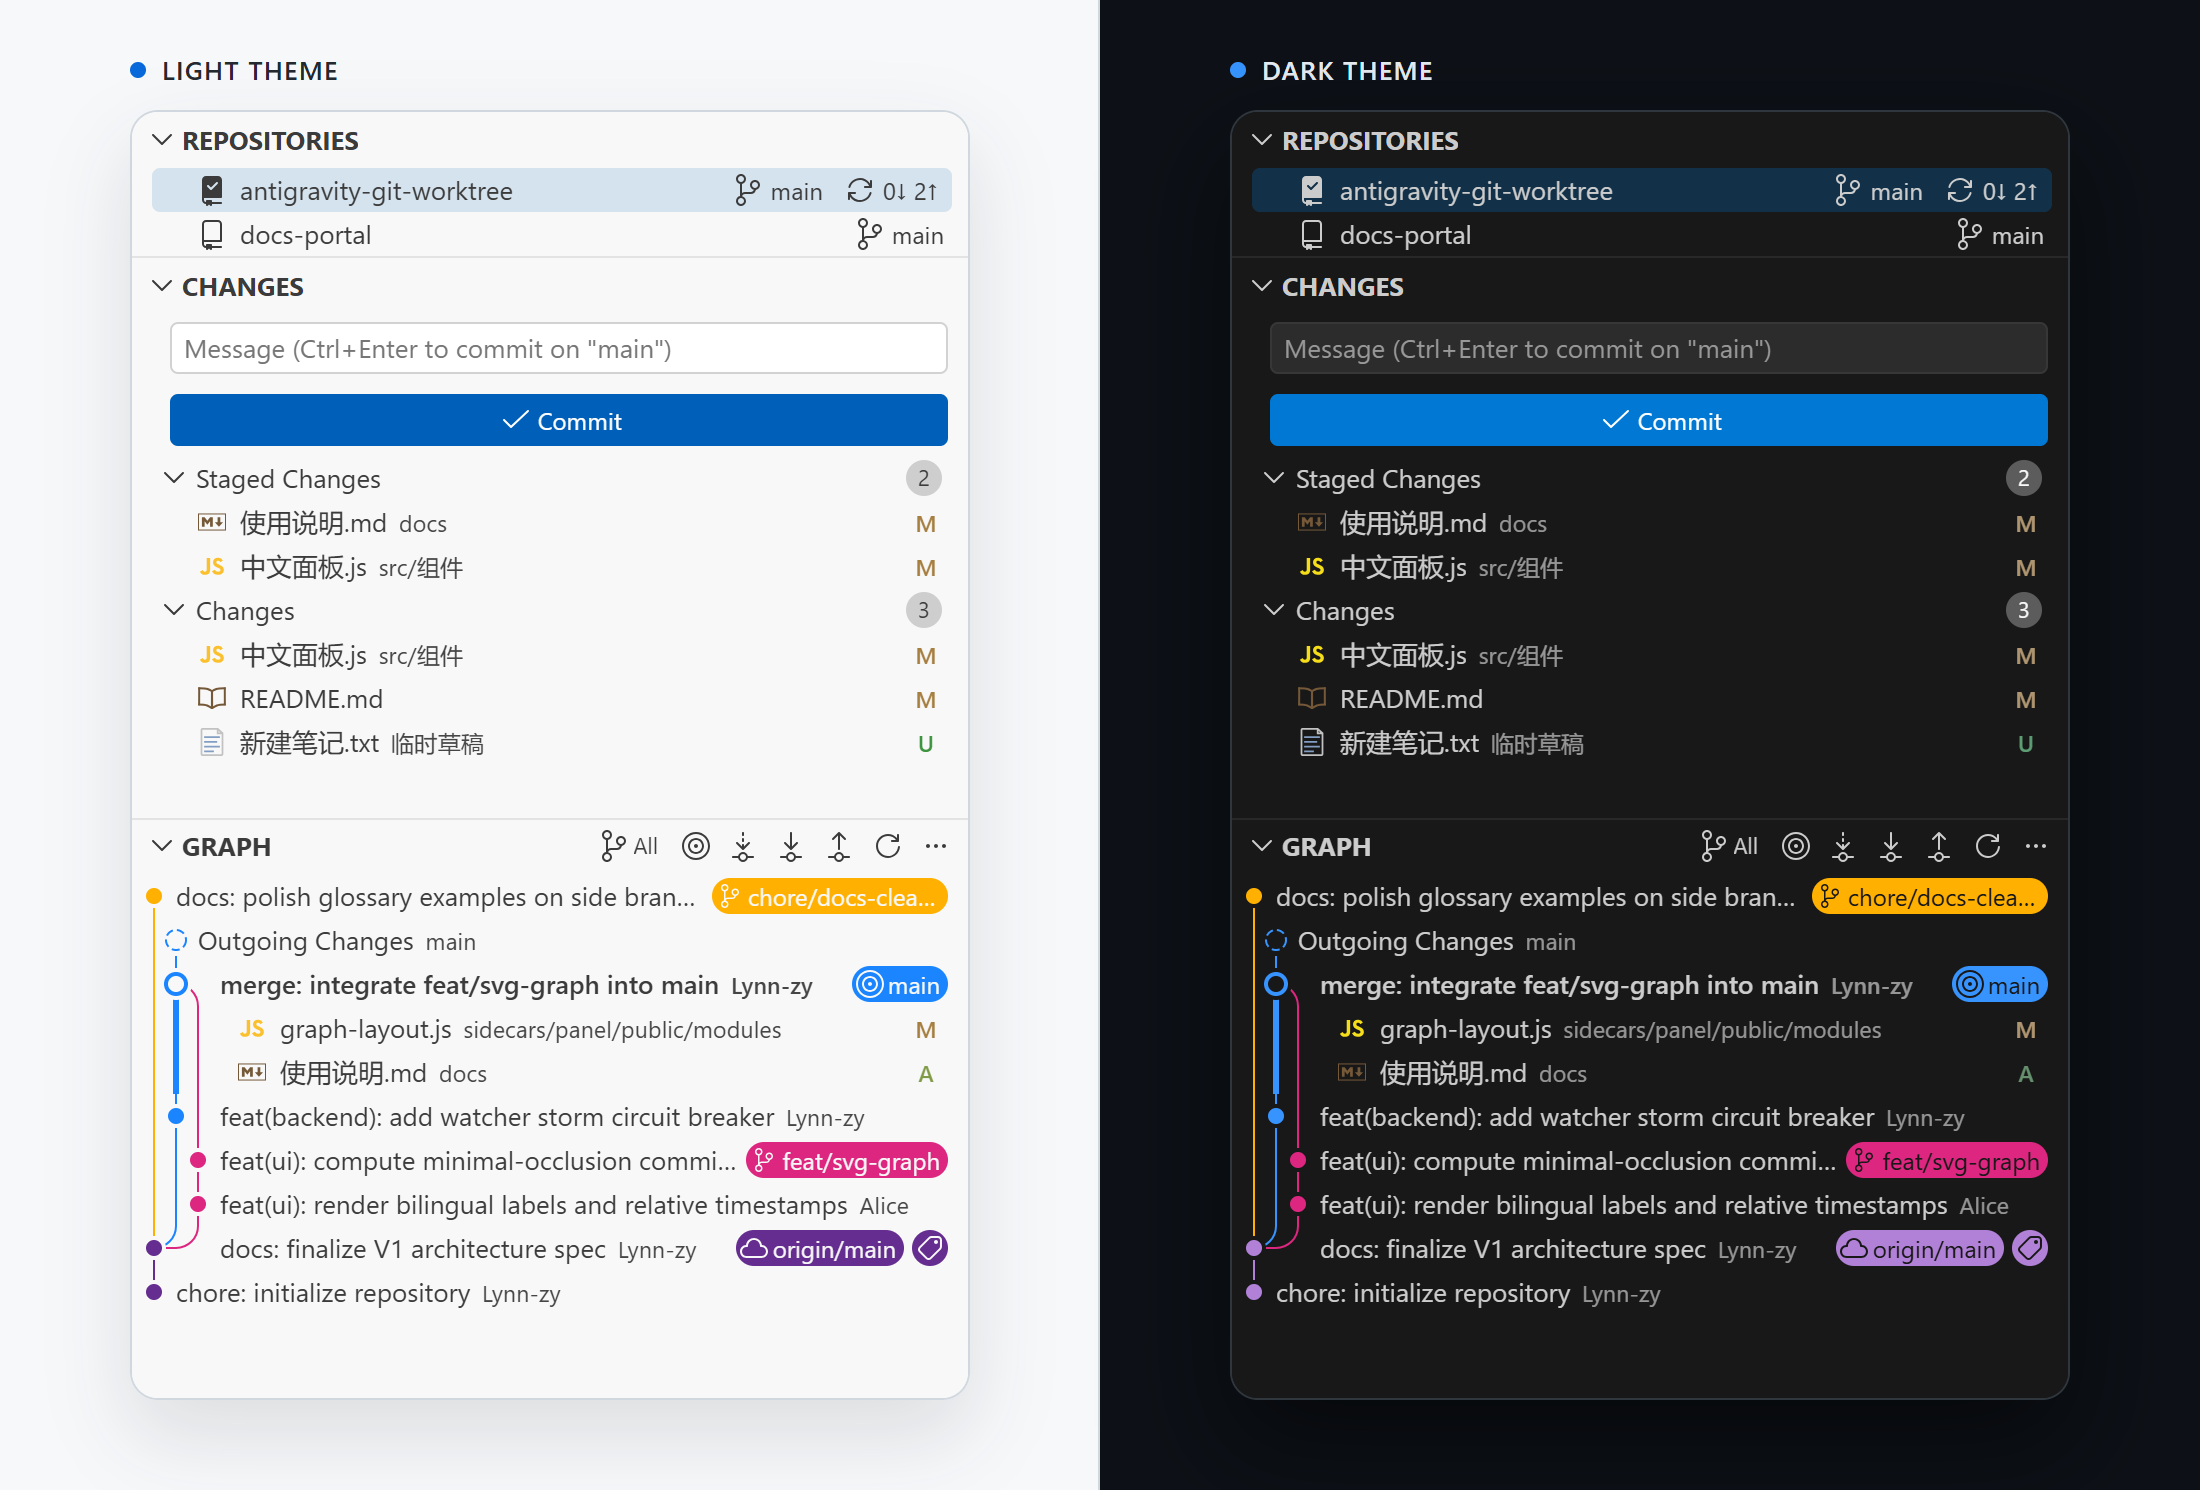 LIGHT THEME
REPOSITORIES
antigravity-git-worktree main 0↓ 2↑
docs-portal main
CHANGES
Message (Ctrl+Enter to commit on "main")
Commit
Staged Changes 2
使用说明.md docs M
JS 中文面板.js src/组件 M
Changes 3
JS 中文面板.js src/组件 M
README.md M
新建笔记.txt 临时草稿 U
GRAPH All
docs: polish glossary examples on side bran... chore/docs-clea...
Outgoing Changes main
merge: integrate feat/svg-graph into main Lynn-zy main
JS graph-layout.js sidecars/panel/public/modules M
使用说明.md docs A
feat(backend): add watcher storm circuit breaker Lynn-zy
feat(ui): compute minimal-occlusion commi... feat/svg-graph
feat(ui): render bilingual labels and relative timestamps Alice
docs: finalize V1 architecture spec Lynn-zy origin/main
chore: initialize repository Lynn-zy
DARK THEME
REPOSITORIES
antigravity-git-worktree main 0↓ 2↑
docs-portal main
CHANGES
Message (Ctrl+Enter to commit on "main")
Commit
Staged Changes 2
使用说明.md docs M
JS 中文面板.js src/组件 M
Changes 3
JS 中文面板.js src/组件 M
README.md M
新建笔记.txt 临时草稿 U
GRAPH All
docs: polish glossary examples on side bran... chore/docs-clea...
Outgoing Changes main
merge: integrate feat/svg-graph into main Lynn-zy main
JS graph-layout.js sidecars/panel/public/modules M
使用说明.md docs A
feat(backend): add watcher storm circuit breaker Lynn-zy
feat(ui): compute minimal-occlusion commi... feat/svg-graph
feat(ui): render bilingual labels and relative timestamps Alice
docs: finalize V1 architecture spec Lynn-zy origin/main
chore: initialize repository Lynn-zy